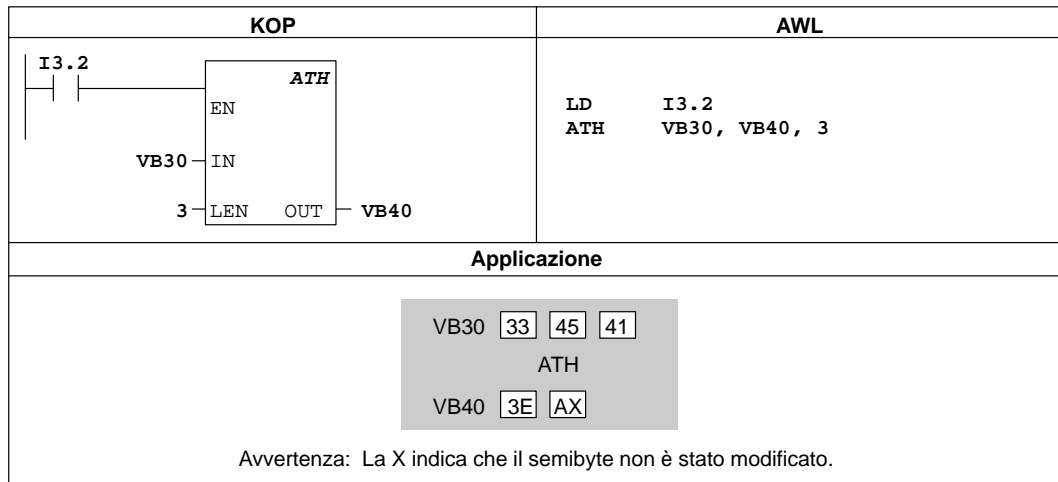 KOP
AWL
I3.2
ATH
EN
VB30 IN
3 LEN OUT VB40
LD I3.2
ATH VB30, VB40, 3
Applicazione
VB30 33 45 41
ATH
VB40 3E AX
Avvertenza: La X indica che il semibyte non è stato modificato.